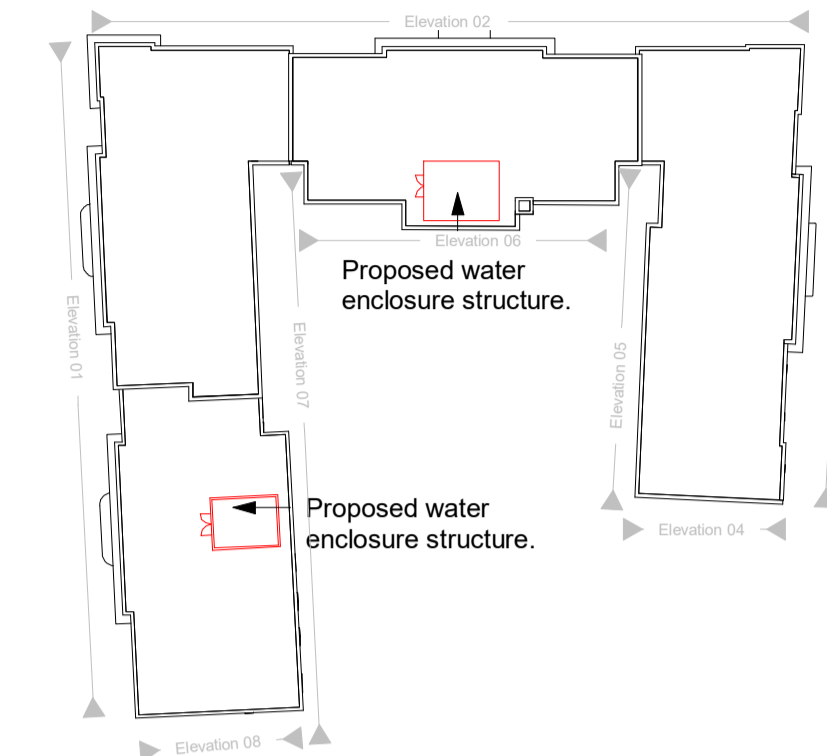 Elevation 02
Elevation 06
Proposed water
enclosure structure.
Elevation 01
Elevation 07
Elevation 05
Proposed water
enclosure structure.
Elevation 04
Elevation 08